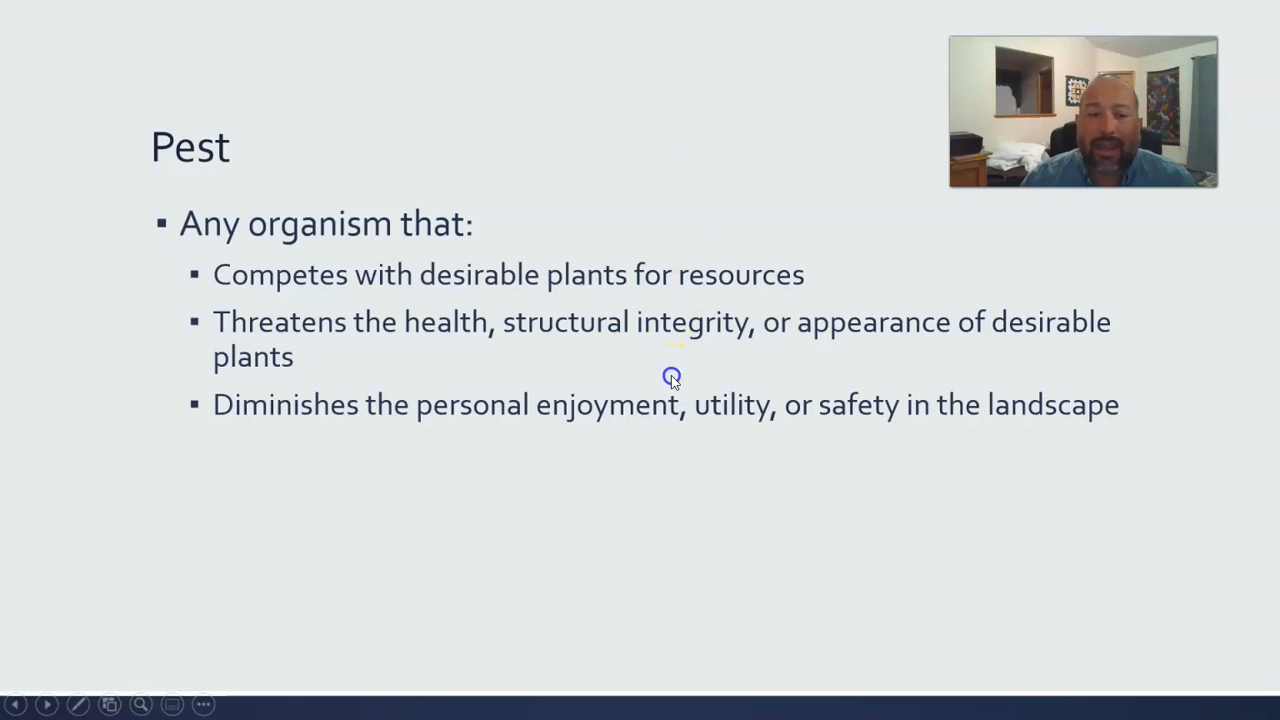 Pest
▪ Any organism that:
▪ Competes with desirable plants for resources
▪ Threatens the health, structural integrity, or appearance of desirable
plants
▪ Diminishes the personal enjoyment, utility, or safety in the landscape